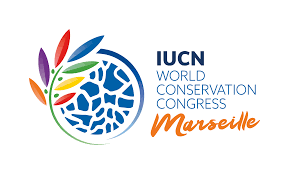 IUCN
WORLD
CONSERVATION
CONGRESS
Marseille